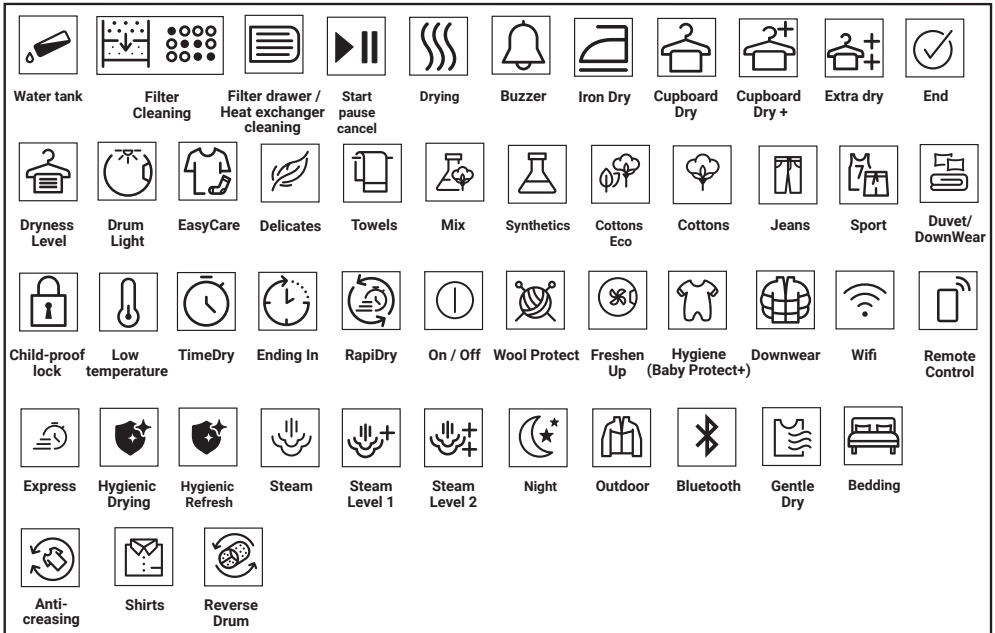 Water tank
Filter
Cleaning
Filter drawer /
Heat exchanger
cleaning
Start
pause
cancel
Drying
Buzzer
Iron Dry
Cupboard
Dry
Cupboard
Dry +
Extra dry
End
Dryness
Level
Drum
Light
EasyCare
Delicates
Towels
Mix
Synthetics
Cottons
Eco
Cottons
Jeans
Sport
Duvet/
DownWear
Child-proof
lock
Low
temperature
TimeDry
Ending In
RapiDry
On / Off
Wool Protect
Freshen
Up
Hygiene
(Baby Protect+)
Downwear
Wifi
Remote
Control
Express
Hygienic
Drying
Hygienic
Refresh
Steam
Steam
Level 1
Steam
Level 2
Night
Outdoor
Bluetooth
Gentle
Dry
Bedding
Anti-
creasing
Shirts
Reverse
Drum